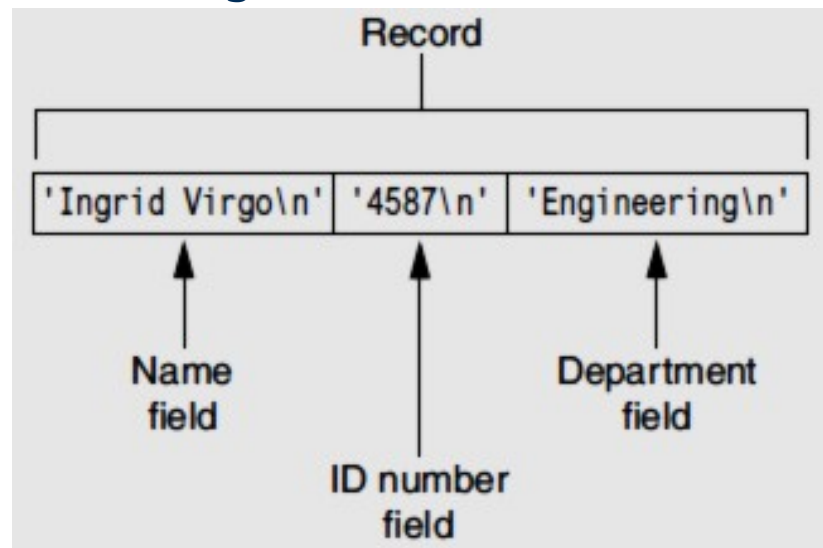 Record
'Ingrid Virgo\n' '4587\n' 'Engineering\n'
Name
field
Department
field
ID number
field